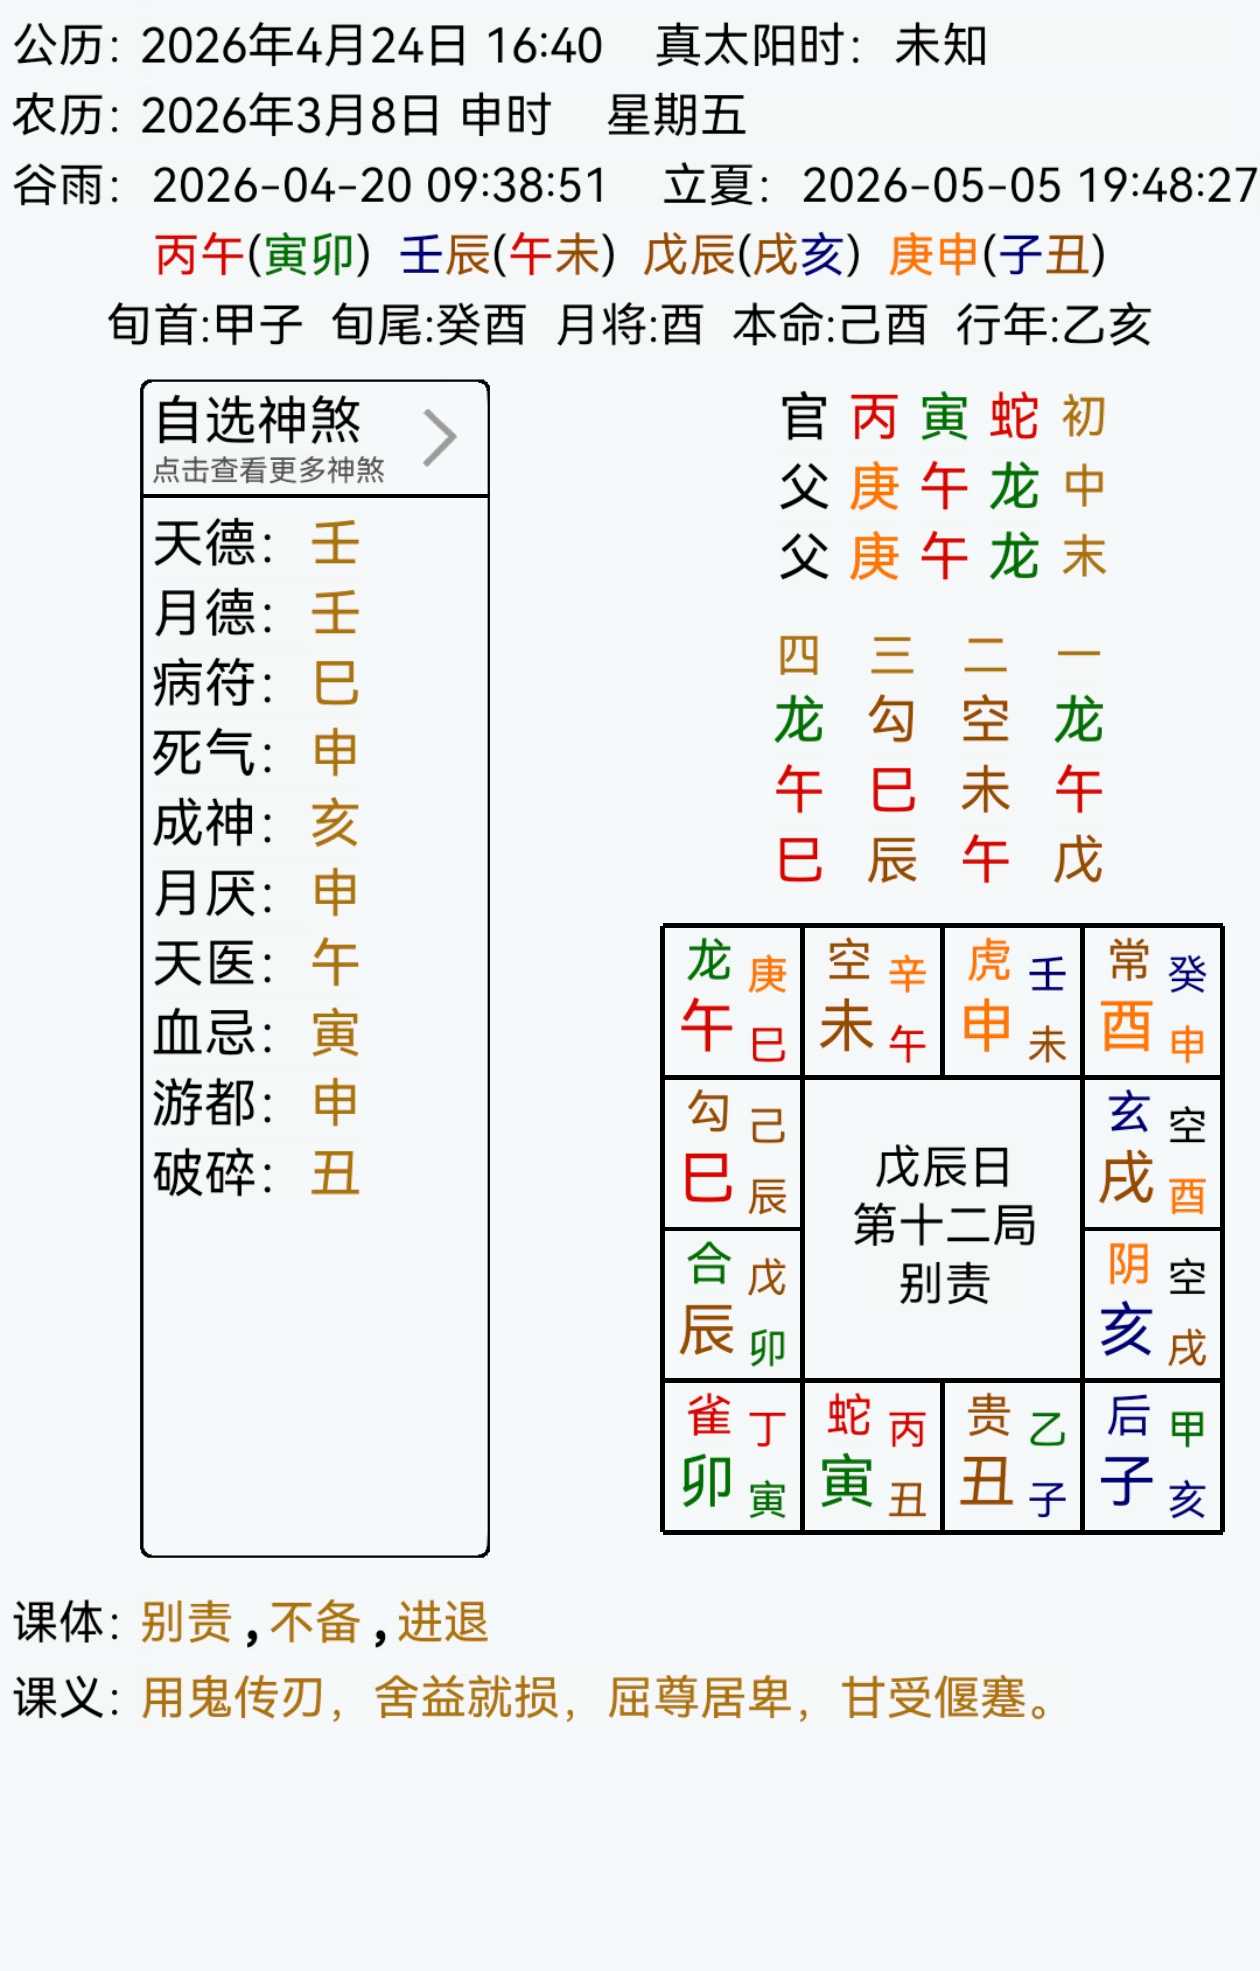 公历: 2026年4月24日 16:40 真太阳时: 未知
农历: 2026年3月8日 申时 星期五
谷雨: 2026-04-20 09:38:51 立夏: 2026-05-05 19:48:27
丙午(寅卯) 壬辰(午未) 戊辰(戌亥) 庚申(子丑)
旬首:甲子 旬尾:癸酉 月将:酉 本命:己酉 行年:乙亥
自选神煞
点击查看更多神煞
天德: 壬
月德: 壬
病符: 巳
死气: 申
成神: 亥
月厌: 申
天医: 午
血忌: 寅
游都: 申
破碎: 丑
官 丙 寅 蛇 初
父 庚 午 龙 中
父 庚 午 龙 末
四 三 二 一
龙 勾 空 龙
午 巳 未 午
巳 辰 午 戊
龙 庚 空 辛 虎 壬 常 癸
午 巳 未 午 申 未 酉 申
勾 己 玄 空
巳 辰 戌 酉
戊辰日
第十二局
别责
合 戊 阴 空
辰 卯 亥 戌
雀 丁 蛇 丙 贵 乙 后 甲
卯 寅 寅 丑 丑 子 子 亥
课体: 别责,不备,进退
课义: 用鬼传刃，舍益就损，屈尊居卑，甘受偃蹇。